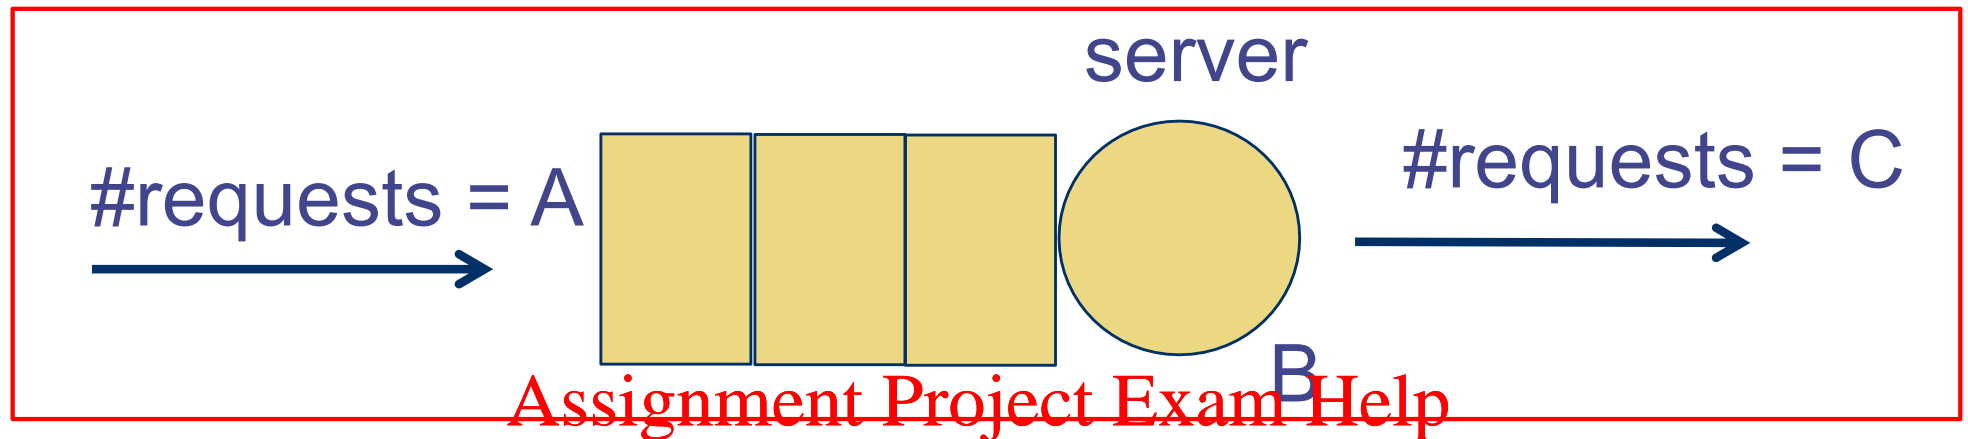 server
#requests = A
#requests = C
B
Assignment Project Exam Help